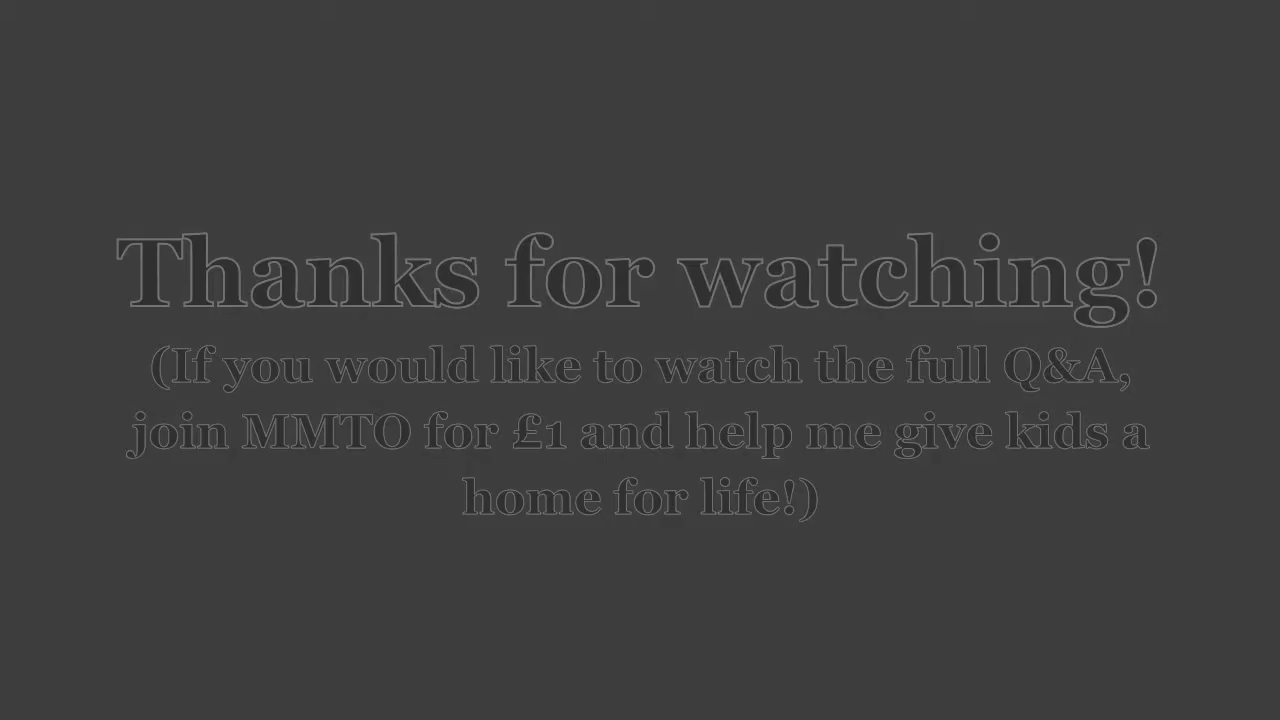 Thanks for watching!
(If you would like to watch the full Q&A,
join MMTO for £1 and help me give kids a
home for life!)